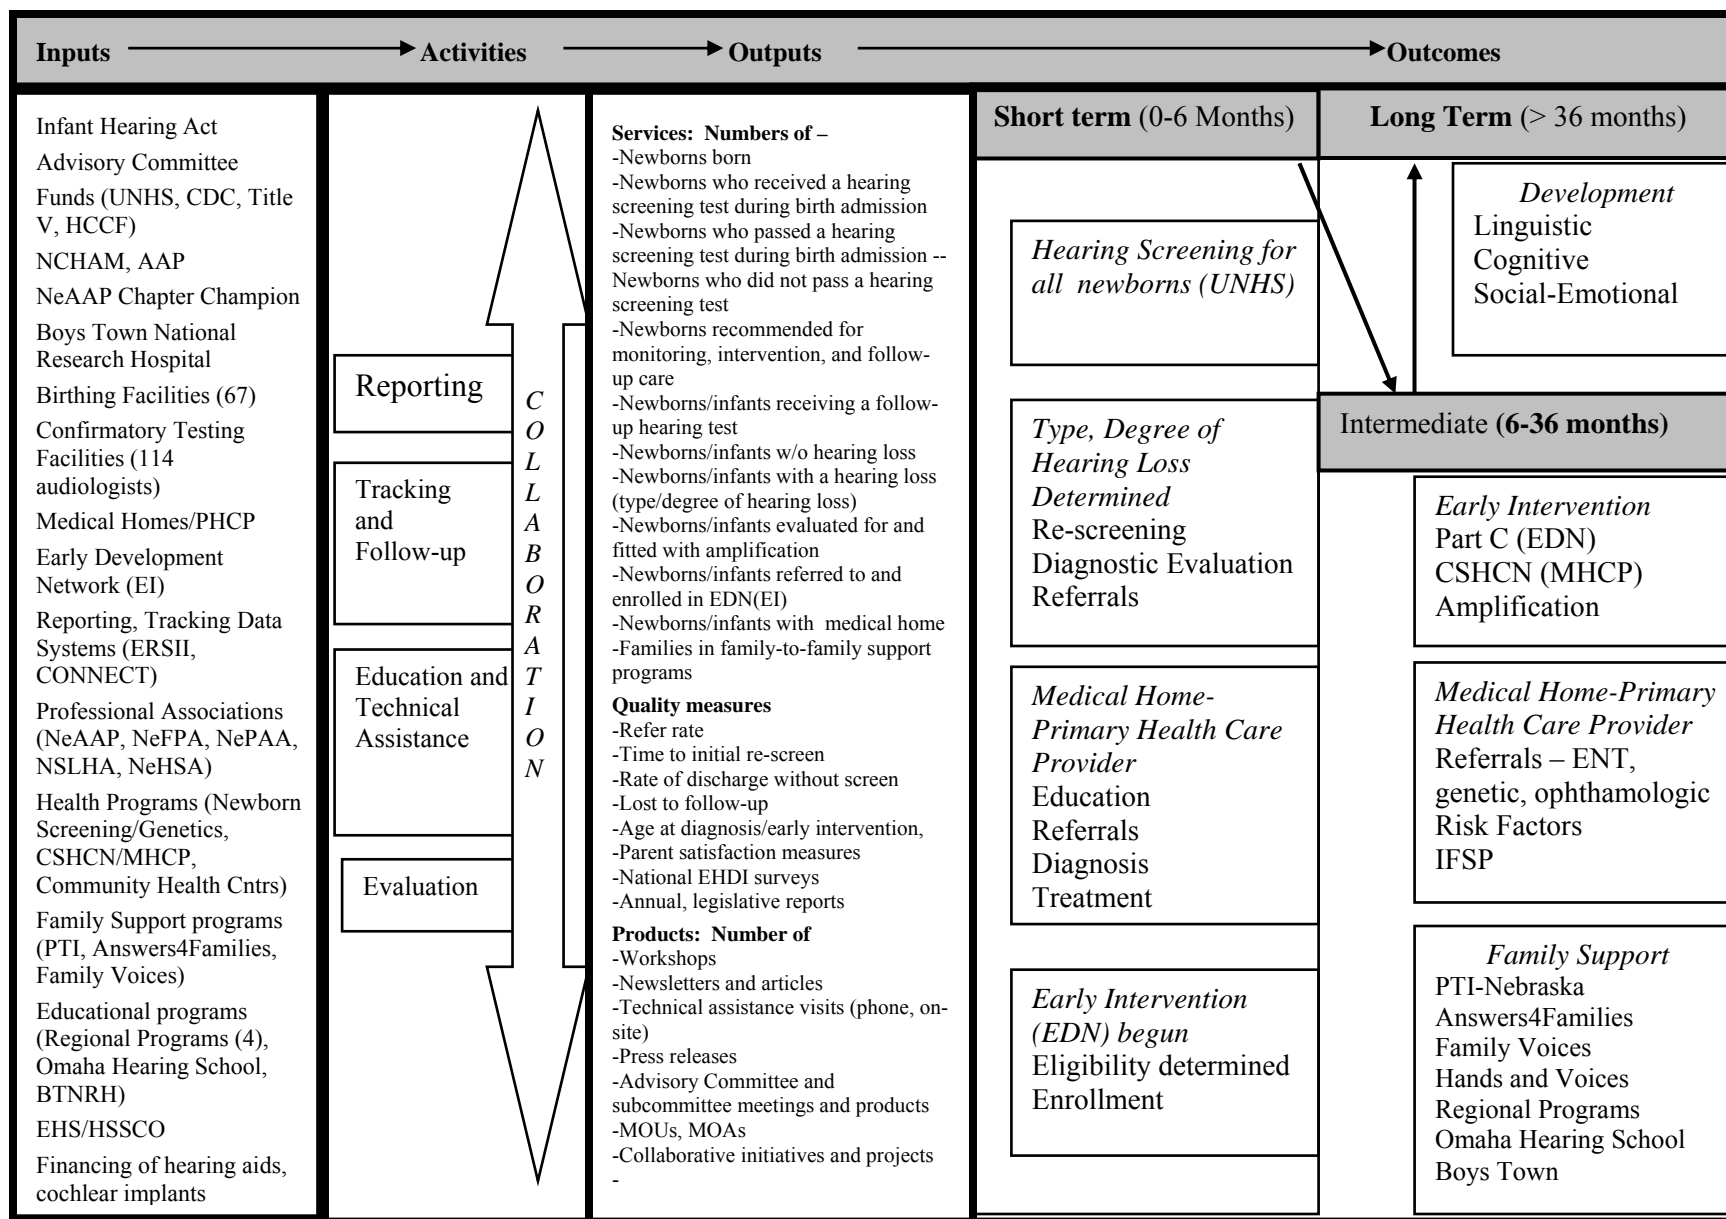 Inputs
Activities
Outputs
Outcomes
Infant Hearing Act
Advisory Committee
Funds (UNHS, CDC, Title
V, HCCF)
NCHAM, AAP
NeAAP Chapter Champion
Boys Town National
Research Hospital
Birthing Facilities (67)
Confirmatory Testing
Facilities (114
audiologists)
Medical Homes/PHCP
Early Development
Network (EI)
Reporting, Tracking Data
Systems (ERSII,
CONNECT)
Professional Associations
(NeAAP, NeFPA, NePAA,
NSLHA, NeHSA)
Health Programs (Newborn
Screening/Genetics,
CSHCN/MHCP,
Community Health Cntrs)
Family Support programs
(PTI, Answers4Families,
Family Voices)
Educational programs
(Regional Programs (4),
Omaha Hearing School,
BTNRH)
EHS/HSSCO
Financing of hearing aids,
cochlear implants
Reporting
Tracking
and
Follow-up
Education and
Technical
Assistance
Evaluation
C
O
L
L
A
B
O
R
A
T
I
O
N
Services:  Numbers of –
-Newborns born
-Newborns who received a hearing
screening test during birth admission
-Newborns who passed a hearing
screening test during birth admission --
Newborns who did not pass a hearing
screening test
-Newborns recommended for
monitoring, intervention, and follow-
up care
-Newborns/infants receiving a follow-
up hearing test
-Newborns/infants w/o hearing loss
-Newborns/infants with a hearing loss
(type/degree of hearing loss)
-Newborns/infants evaluated for and
fitted with amplification
-Newborns/infants referred to and
enrolled in EDN(EI)
-Newborns/infants with  medical home
-Families in family-to-family support
programs
Quality measures
-Refer rate
-Time to initial re-screen
-Rate of discharge without screen
-Lost to follow-up
-Age at diagnosis/early intervention,
-Parent satisfaction measures
-National EHDI surveys
-Annual, legislative reports
Products:  Number of
-Workshops
-Newsletters and articles
-Technical assistance visits (phone, on-
site)
-Press releases
-Advisory Committee and
subcommittee meetings and products
-MOUs, MOAs
-Collaborative initiatives and projects
-
Short term (0-6 Months)
Hearing Screening for
all  newborns (UNHS)
Type, Degree of
Hearing Loss
Determined
Re-screening
Diagnostic Evaluation
Referrals
Medical Home-
Primary Health Care
Provider
Education
Referrals
Diagnosis
Treatment
Early Intervention
(EDN) begun
Eligibility determined
Enrollment
Long Term (> 36 months)
Development
Linguistic
Cognitive
Social-Emotional
Intermediate (6-36 months)
Early Intervention
Part C (EDN)
CSHCN (MHCP)
Amplification
Medical Home-Primary
Health Care Provider
Referrals – ENT,
genetic, ophthamologic
Risk Factors
IFSP
Family Support
PTI-Nebraska
Answers4Families
Family Voices
Hands and Voices
Regional Programs
Omaha Hearing School
Boys Town